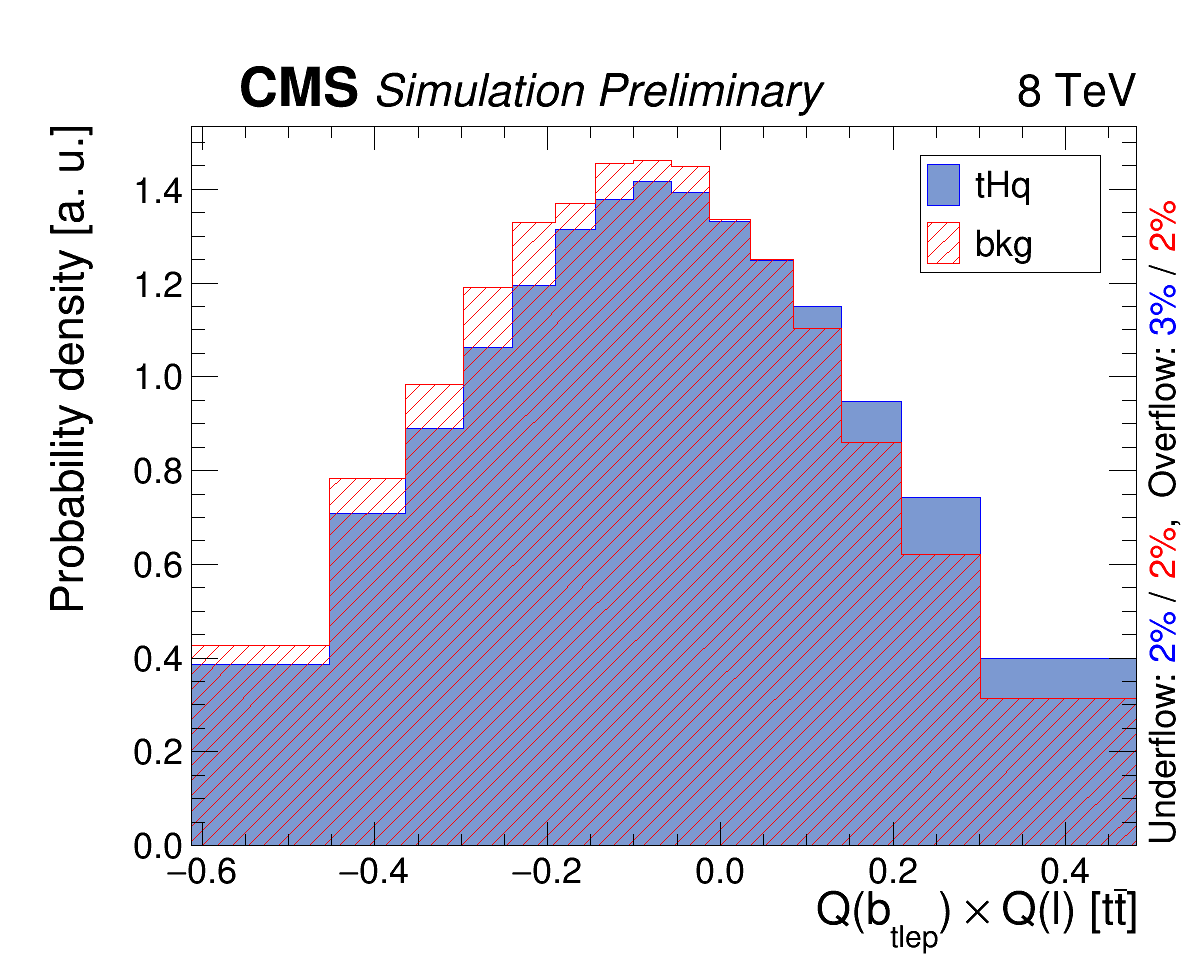 CMS Simulation Preliminary 8 TeV
Probability density [a. u.]
1.4
1.2
1.0
0.8
0.6
0.4
0.2
0.0
−0.6 −0.4 −0.2 0.0 0.2 0.4
Q(b_tlep) × Q(l) [tt̄]
tHq
bkg
Underflow: 2% / 2%, Overflow: 3% / 2%